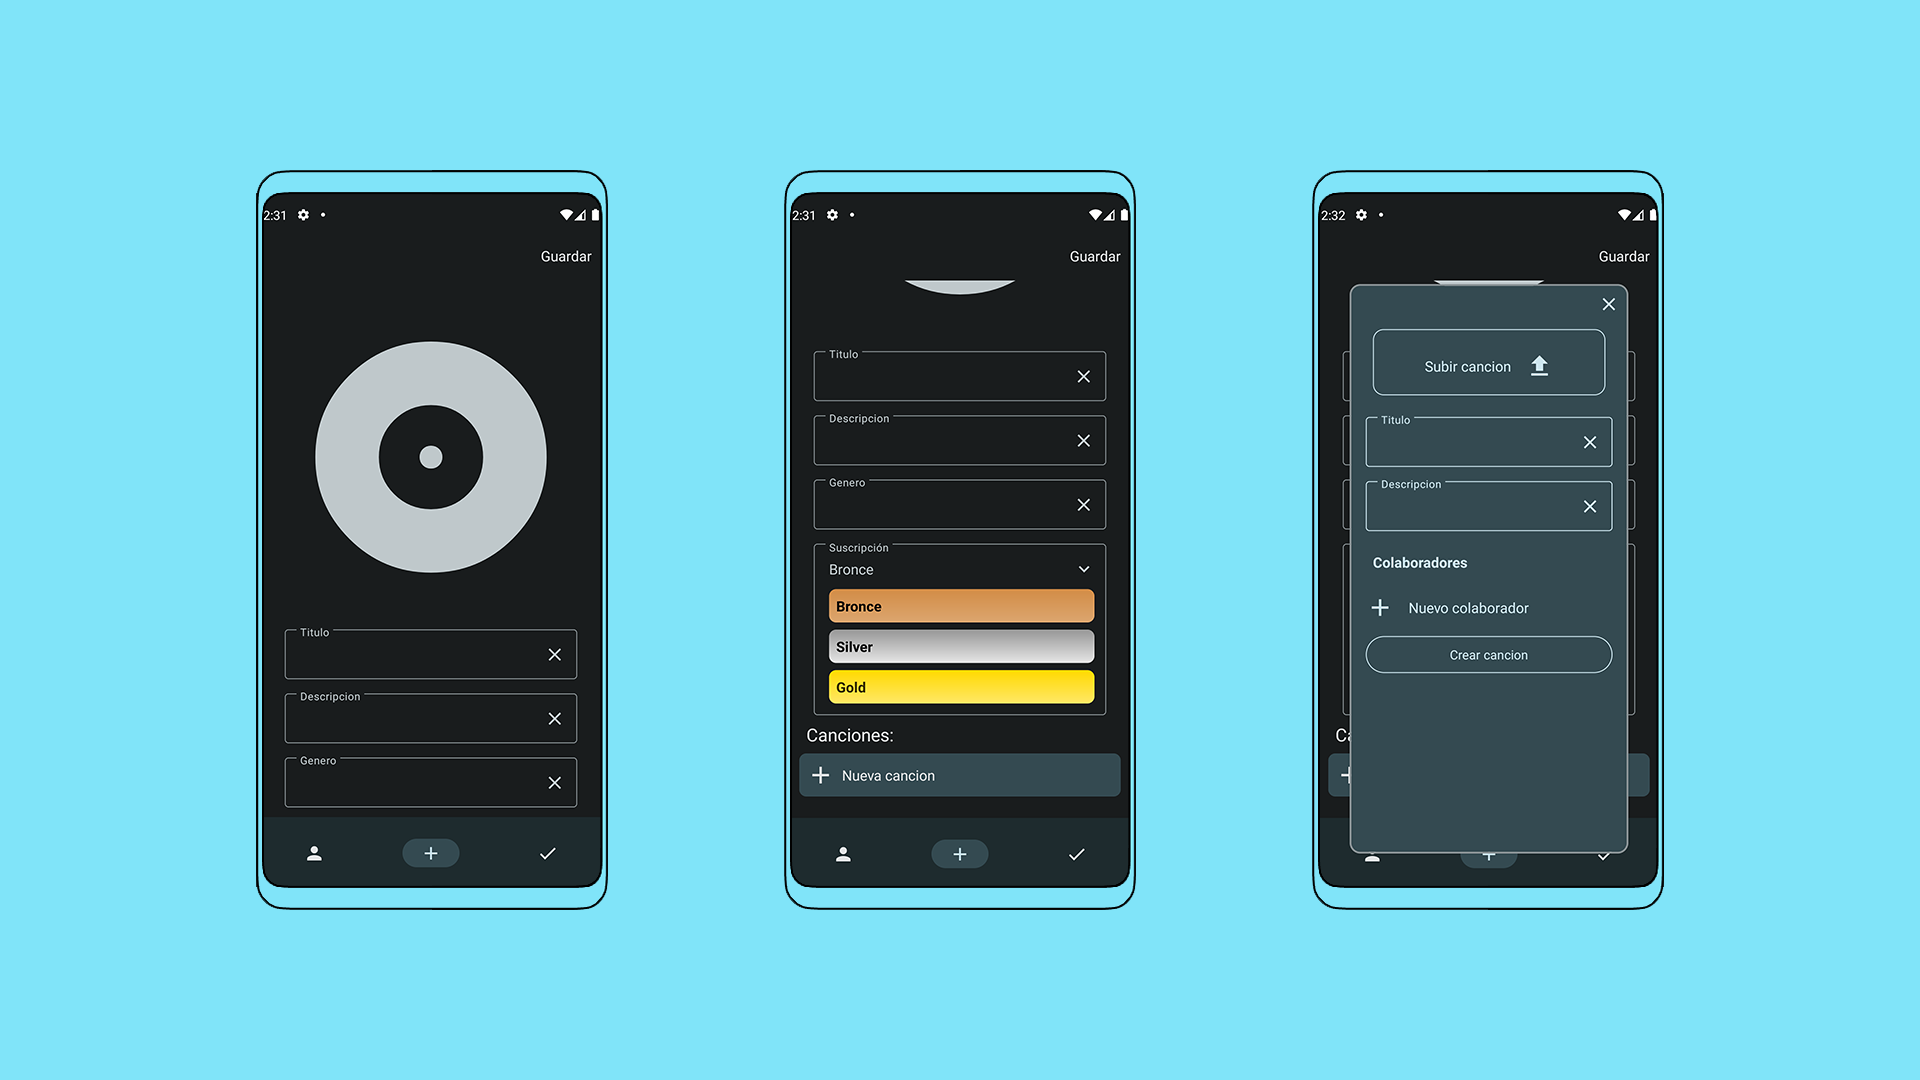 2:31
Guardar
Titulo
Descripcion
Genero
2:31
Guardar
Titulo
Descripcion
Genero
Suscripción
Bronce
Bronce
Silver
Gold
Canciones:
Nueva cancion
2:32
Guardar
Subir cancion
Titulo
Descripcion
Colaboradores
Nuevo colaborador
Crear cancion
Ca